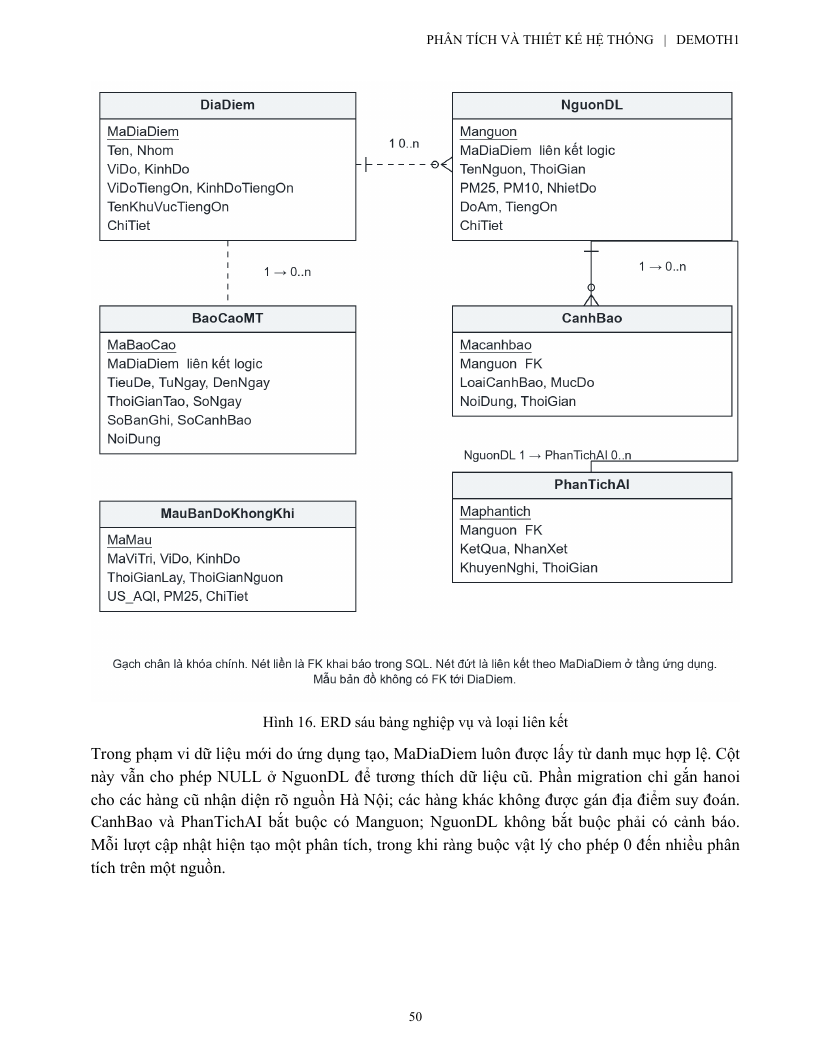 PHÂN TÍCH VÀ THIẾT KẾ HỆ THỐNG | DEMOTH1
DiaDiem
MaDiaDiem
Ten, Nhom
ViDo, KinhDo
ViDoTiengOn, KinhDoTiengOn
TenKhuVucTiengOn
ChiTiet
1 0..n
NguonDL
Manguon
MaDiaDiem liên kết logic
TenNguon, ThoiGian
PM25, PM10, NhietDo
DoAm, TiengOn
ChiTiet
1 → 0..n
1 → 0..n
BaoCaoMT
MaBaoCao
MaDiaDiem liên kết logic
TieuDe, TuNgay, DenNgay
ThoiGianTao, SoNgay
SoBanGhi, SoCanhBao
NoiDung
CanhBao
Macanhbao
Manguon FK
LoaiCanhBao, MucDo
NoiDung, ThoiGian
NguonDL 1 → PhanTichAI 0..n
PhanTichAI
Maphantich
Manguon FK
KetQua, NhanXet
KhuyenNghi, ThoiGian
MauBanDoKhongKhi
MaMau
MaViTri, ViDo, KinhDo
ThoiGianLay, ThoiGianNguon
US_AQI, PM25, ChiTiet
Gạch chân là khóa chính. Nét liền là FK khai báo trong SQL. Nét đứt là liên kết theo MaDiaDiem ở tầng ứng dụng.
Mẫu bản đồ không có FK tới DiaDiem.
Hình 16. ERD sáu bảng nghiệp vụ và loại liên kết
Trong phạm vi dữ liệu mới do ứng dụng tạo, MaDiaDiem luôn được lấy từ danh mục hợp lệ. Cột
này vẫn cho phép NULL ở NguonDL để tương thích dữ liệu cũ. Phần migration chỉ gắn hanoi
cho các hàng cũ nhận diện rõ nguồn Hà Nội; các hàng khác không được gán địa điểm suy đoán.
CanhBao và PhanTichAI bắt buộc có Manguon; NguonDL không bắt buộc phải có cảnh báo.
Mỗi lượt cập nhật hiện tạo một phân tích, trong khi ràng buộc vật lý cho phép 0 đến nhiều phân
tích trên một nguồn.
50